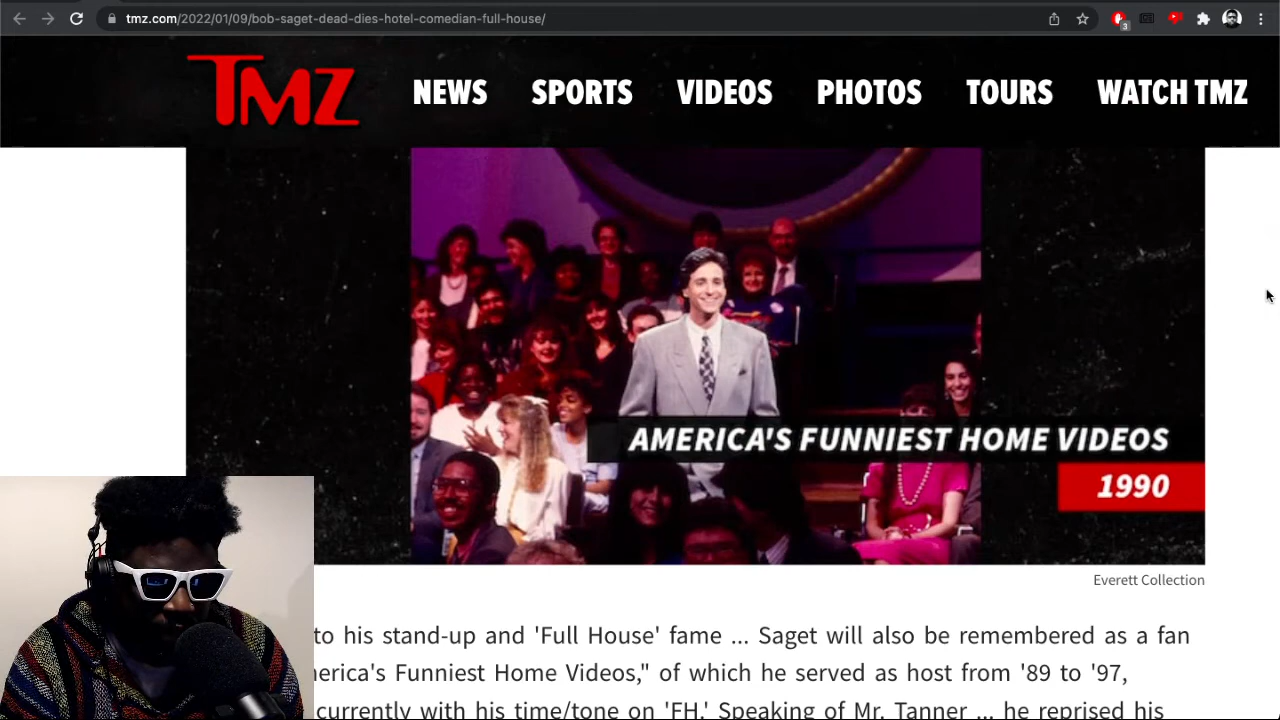 tmz.com/2022/01/09/bob-saget-dead-dies-hotel-comedian-full-house/
3
TMZ NEWS SPORTS VIDEOS PHOTOS TOURS WATCH TMZ
AMERICA'S FUNNIEST HOME VIDEOS
1990
Everett Collection
to his stand-up and 'Full House' fame ... Saget will also be remembered as a fan
merica's Funniest Home Videos," of which he served as host from '89 to '97,
currently with his time/tone on 'FH.' Speaking of Mr. Tanner ... he reprised his